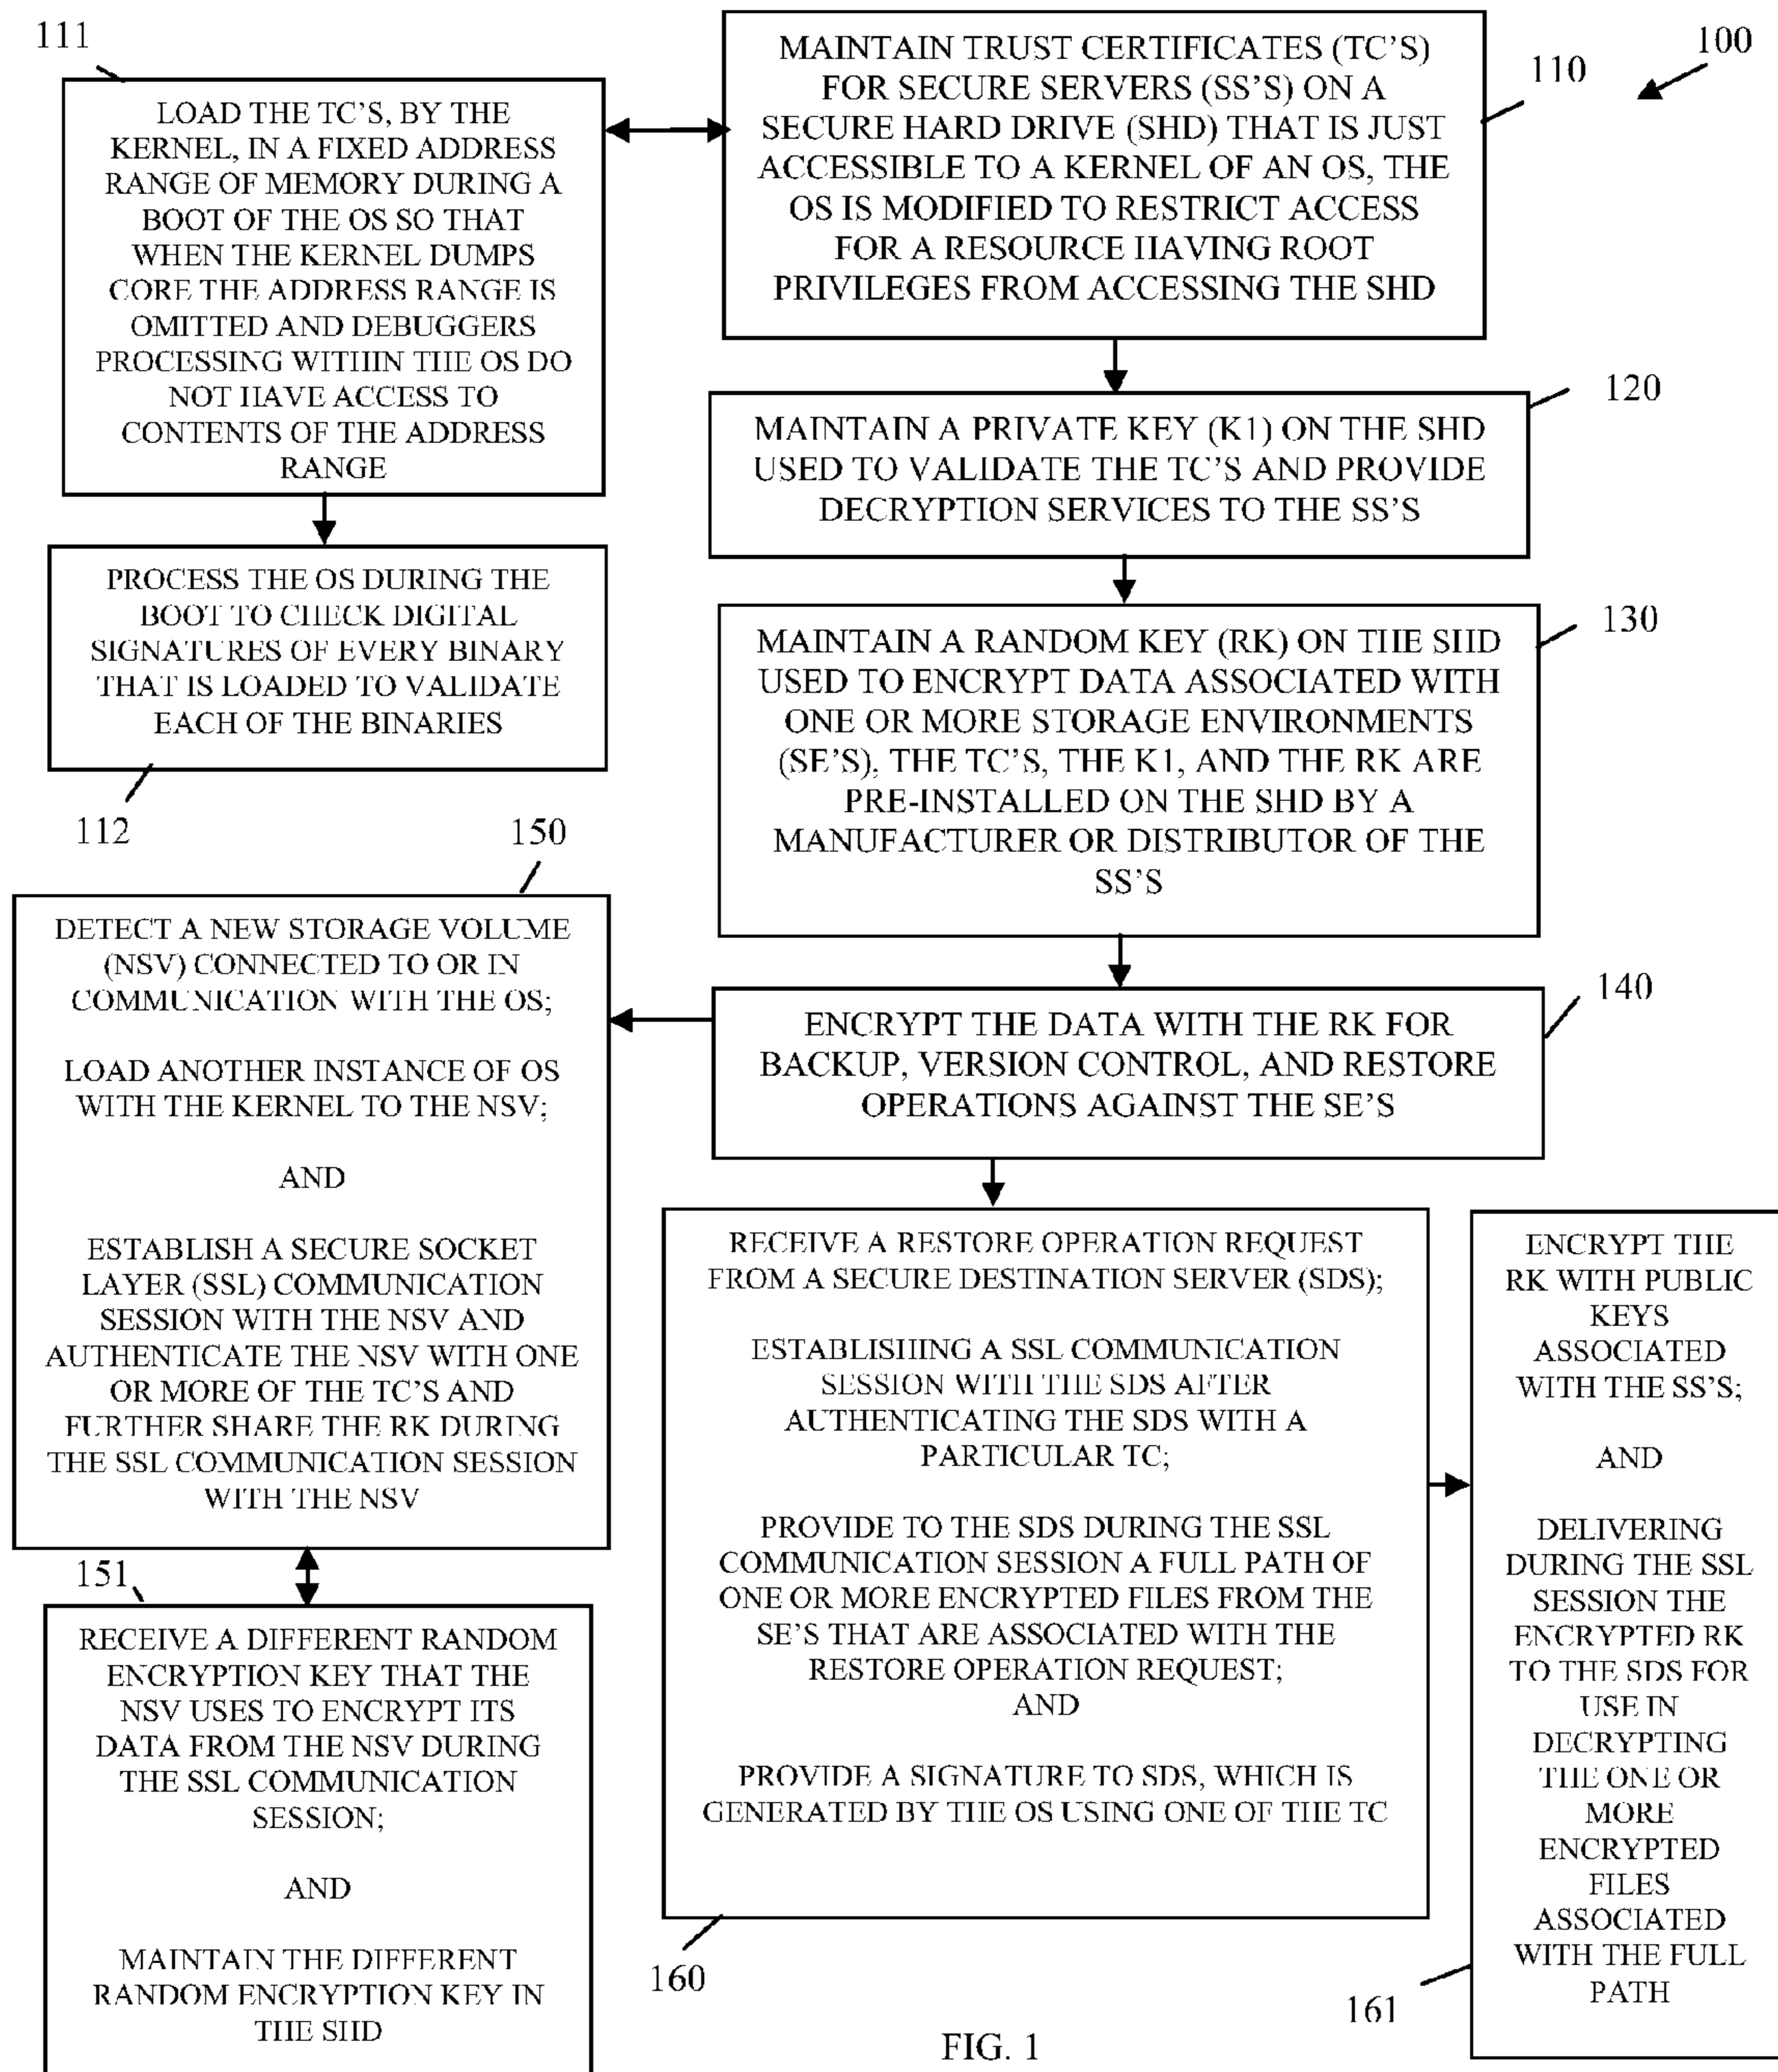 111
LOAD THE TC'S, BY THE
KERNEL, IN A FIXED ADDRESS
RANGE OF MEMORY DURING A
BOOT OF THE OS SO THAT
WHEN THE KERNEL DUMPS
CORE THE ADDRESS RANGE IS
OMITTED AND DEBUGGERS
PROCESSING WITHIN THE OS DO
NOT HAVE ACCESS TO
CONTENTS OF THE ADDRESS
RANGE
MAINTAIN TRUST CERTIFICATES (TC'S)
FOR SECURE SERVERS (SS'S) ON A
SECURE HARD DRIVE (SHD) THAT IS JUST
ACCESSIBLE TO A KERNEL OF AN OS, THE
OS IS MODIFIED TO RESTRICT ACCESS
FOR A RESOURCE HAVING ROOT
PRIVILEGES FROM ACCESSING THE SHD
110
100
PROCESS THE OS DURING THE
BOOT TO CHECK DIGITAL
SIGNATURES OF EVERY BINARY
THAT IS LOADED TO VALIDATE
EACH OF THE BINARIES
112
MAINTAIN A PRIVATE KEY (K1) ON THE SHD
USED TO VALIDATE THE TC'S AND PROVIDE
DECRYPTION SERVICES TO THE SS'S
120
MAINTAIN A RANDOM KEY (RK) ON THE SHD
USED TO ENCRYPT DATA ASSOCIATED WITH
ONE OR MORE STORAGE ENVIRONMENTS
(SE'S), THE TC'S, THE K1, AND THE RK ARE
PRE-INSTALLED ON THE SHD BY A
MANUFACTURER OR DISTRIBUTOR OF THE
SS'S
130
ENCRYPT THE DATA WITH THE RK FOR
BACKUP, VERSION CONTROL, AND RESTORE
OPERATIONS AGAINST THE SE'S
140
150
DETECT A NEW STORAGE VOLUME
(NSV) CONNECTED TO OR IN
COMMUNICATION WITH THE OS;
LOAD ANOTHER INSTANCE OF OS
WITH THE KERNEL TO THE NSV;
AND
ESTABLISH A SECURE SOCKET
LAYER (SSL) COMMUNICATION
SESSION WITH THE NSV AND
AUTHENTICATE THE NSV WITH ONE
OR MORE OF THE TC'S AND
FURTHER SHARE THE RK DURING
THE SSL COMMUNICATION SESSION
WITH THE NSV
151
RECEIVE A DIFFERENT RANDOM
ENCRYPTION KEY THAT THE
NSV USES TO ENCRYPT ITS
DATA FROM THE NSV DURING
THE SSL COMMUNICATION
SESSION;
AND
MAINTAIN THE DIFFERENT
RANDOM ENCRYPTION KEY IN
THE SHD
RECEIVE A RESTORE OPERATION REQUEST
FROM A SECURE DESTINATION SERVER (SDS);
ESTABLISHING A SSL COMMUNICATION
SESSION WITH THE SDS AFTER
AUTHENTICATING THE SDS WITH A
PARTICULAR TC;
PROVIDE TO THE SDS DURING THE SSL
COMMUNICATION SESSION A FULL PATH OF
ONE OR MORE ENCRYPTED FILES FROM THE
SE'S THAT ARE ASSOCIATED WITH THE
RESTORE OPERATION REQUEST;
AND
PROVIDE A SIGNATURE TO SDS, WHICH IS
GENERATED BY THE OS USING ONE OF THE TC
160
ENCRYPT THE
RK WITH PUBLIC
KEYS
ASSOCIATED
WITH THE SS'S;
AND
DELIVERING
DURING THE SSL
SESSION THE
ENCRYPTED RK
TO THE SDS FOR
USE IN
DECRYPTING
THE ONE OR
MORE
ENCRYPTED
FILES
ASSOCIATED
WITH THE FULL
PATH
161
FIG. 1